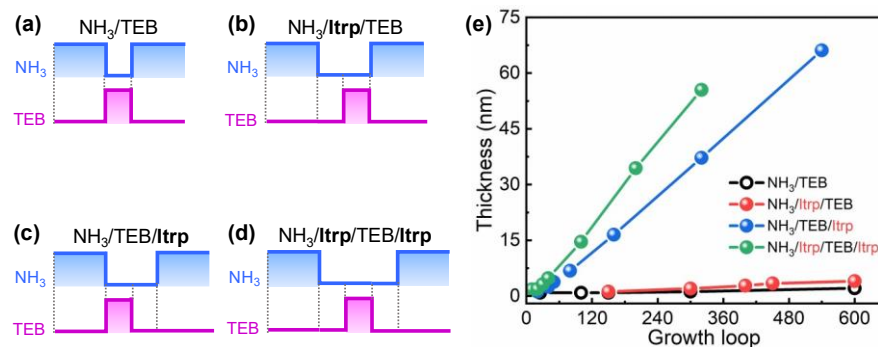 (a) NH₃/TEB
NH₃
TEB
(b) NH₃/Itrp/TEB
NH₃
TEB
(c) NH₃/TEB/Itrp
NH₃
TEB
(d) NH₃/Itrp/TEB/Itrp
NH₃
TEB
(e)
Thickness (nm)
75
60
45
30
15
0
NH₃/TEB
NH₃/Itrp/TEB
NH₃/TEB/Itrp
NH₃/Itrp/TEB/Itrp
0 120 240 360 480 600
Growth loop